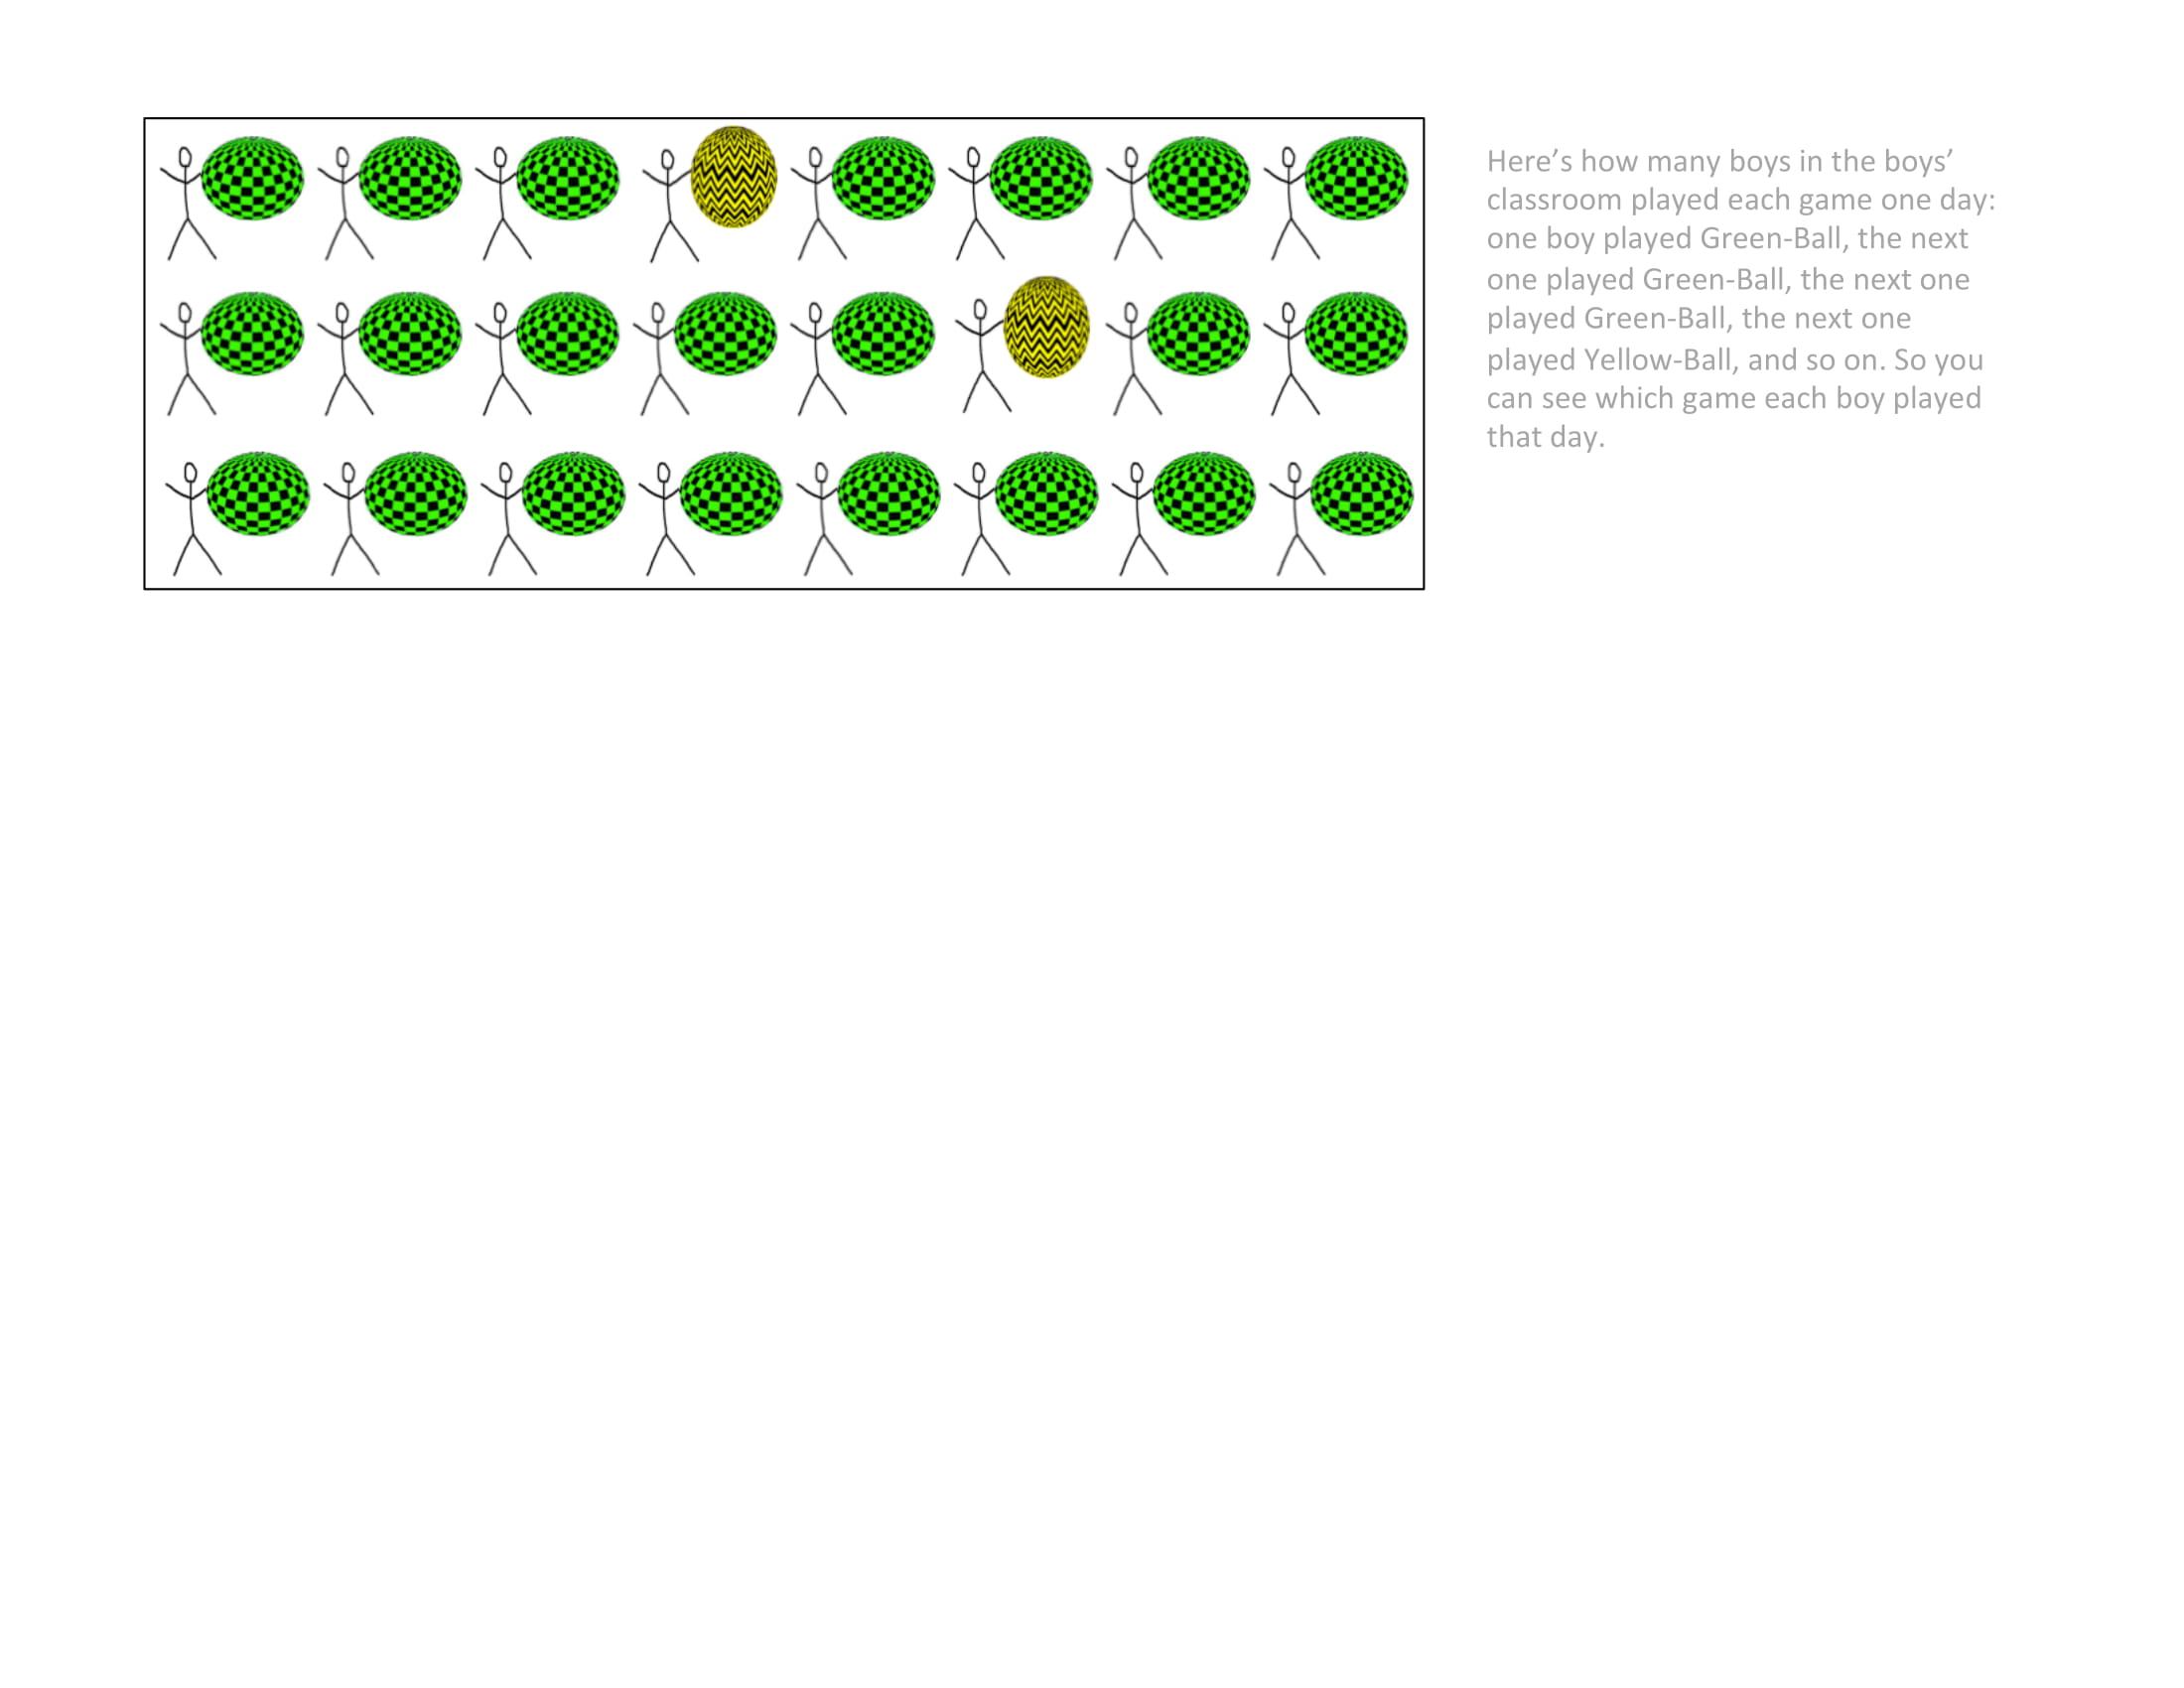 Here’s how many boys in the boys’
classroom played each game one day:
one boy played Green-Ball, the next
one played Green-Ball, the next one
played Green-Ball, the next one
played Yellow-Ball, and so on. So you
can see which game each boy played
that day.